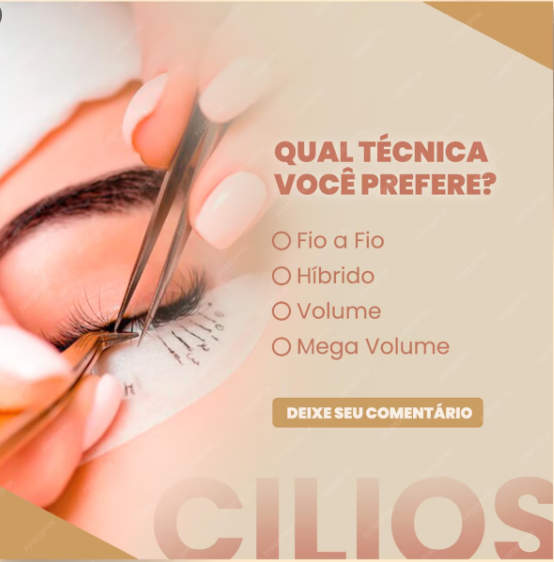 QUAL TÉCNICA
VOCÊ PREFERE?
Fio a Fio
Híbrido
Volume
Mega Volume
DEIXE SEU COMENTÁRIO
CILIOS